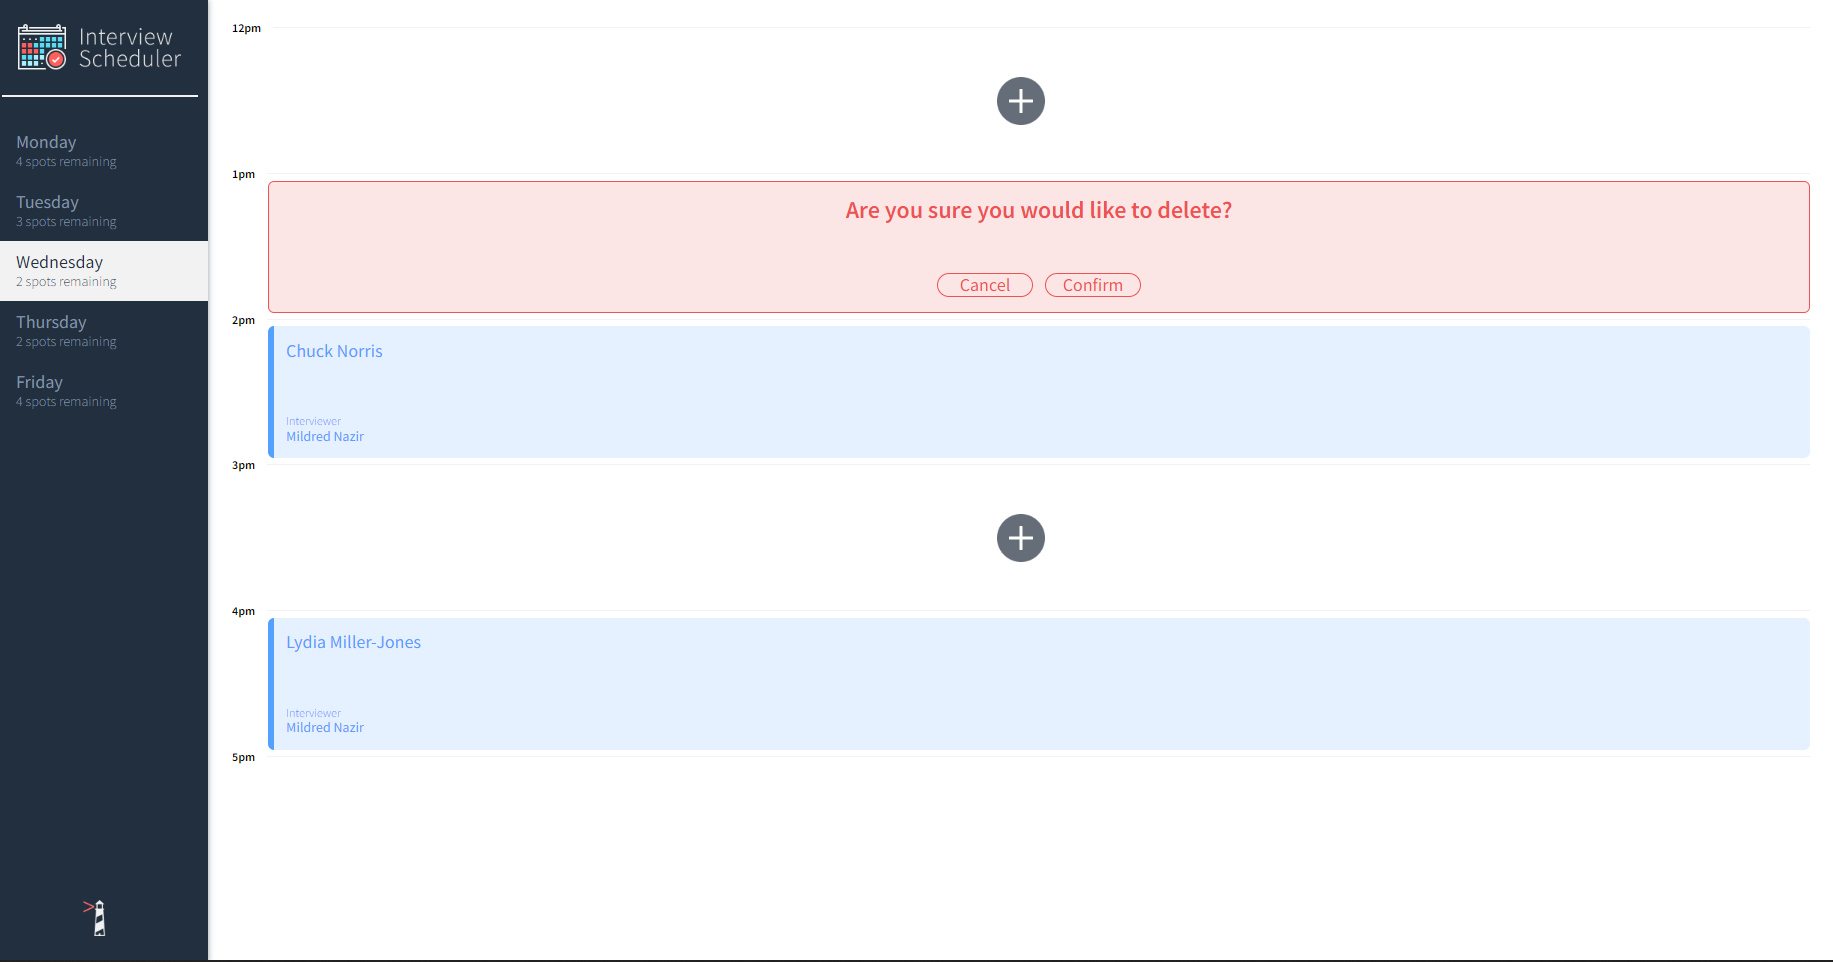 Interview
Scheduler
Monday
4 spots remaining
Tuesday
3 spots remaining
Wednesday
2 spots remaining
Thursday
2 spots remaining
Friday
4 spots remaining
12pm
1pm
Are you sure you would like to delete?
Cancel Confirm
2pm
Chuck Norris
Interviewer
Mildred Nazir
3pm
4pm
Lydia Miller-Jones
Interviewer
Mildred Nazir
5pm